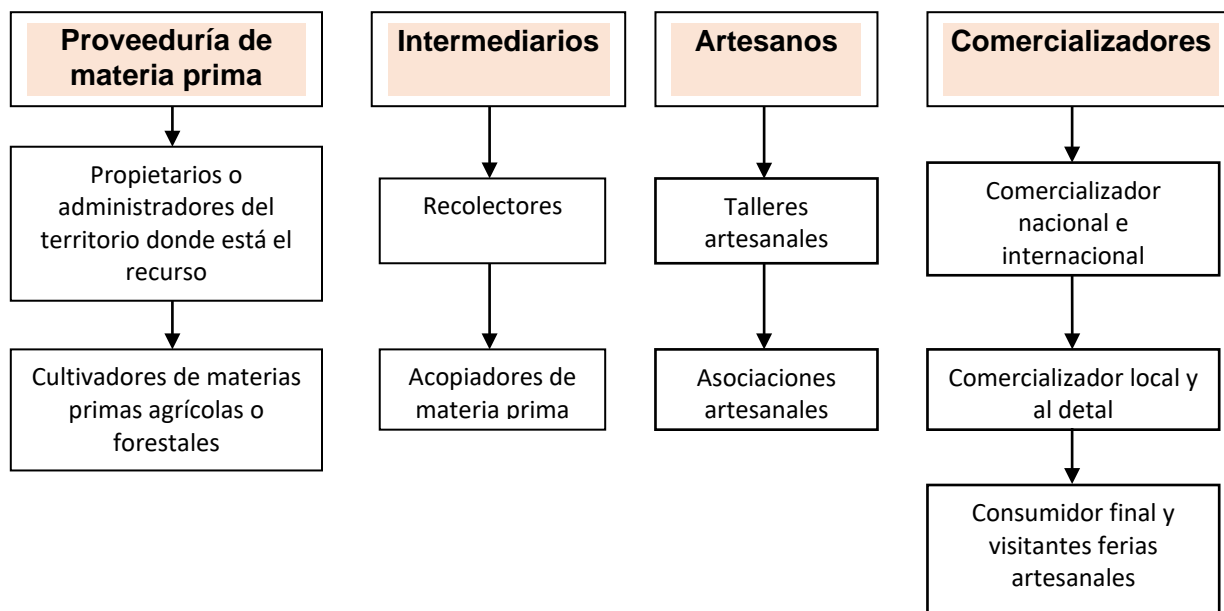 Proveeduría de
materia prima
Intermediarios
Artesanos
Comercializadores
Propietarios o
administradores del
territorio donde está el
recurso
Recolectores
Talleres
artesanales
Comercializador
nacional e
internacional
Cultivadores de materias
primas agrícolas o
forestales
Acopiadores de
materia prima
Asociaciones
artesanales
Comercializador local y
al detal
Consumidor final y
visitantes ferias
artesanales